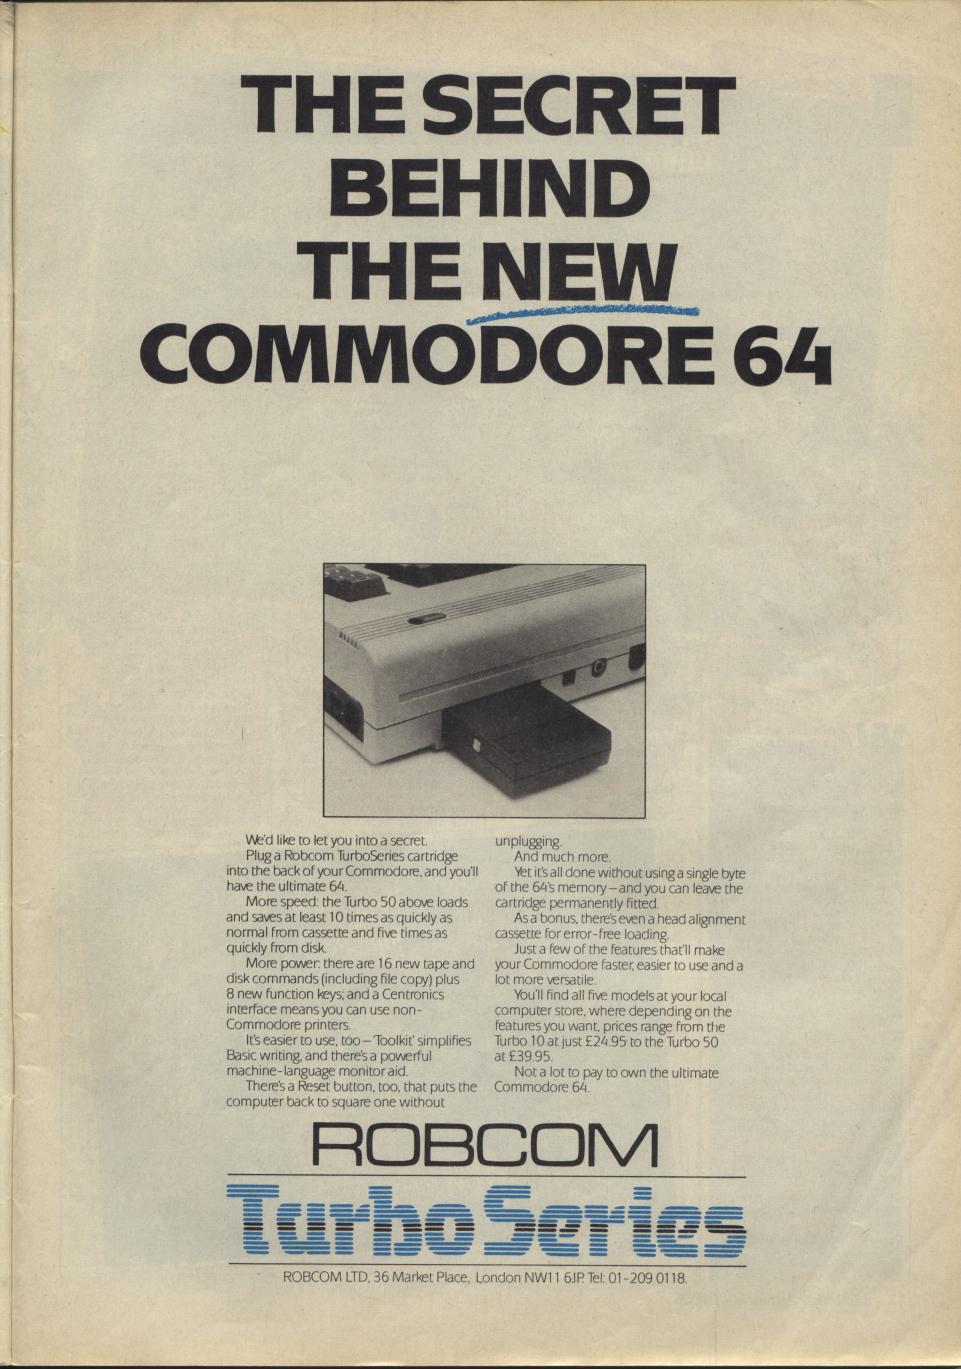 THE SECRET
BEHIND
THE NEW
COMMODORE 64
We'd like to let you into a secret.
Plug a Robcom TurboSeries cartridge
into the back of your Commodore, and you'll
have the ultimate 64.
More speed: the Turbo 50 above loads
and saves at least 10 times as quickly as
normal from cassette and five times as
quickly from disk.
More power: there are 16 new tape and
disk commands (including file copy) plus
8 new function keys; and a Centronics
interface means you can use non-
Commodore printers.
It's easier to use, too – 'Toolkit' simplifies
Basic writing, and there's a powerful
machine-language monitor aid.
There's a Reset button, too, that puts the
computer back to square one without
unplugging.
And much more.
Yet it's all done without using a single byte
of the 64's memory – and you can leave the
cartridge permanently fitted.
As a bonus, there's even a head alignment
cassette for error-free loading.
Just a few of the features that'll make
your Commodore faster, easier to use and a
lot more versatile.
You'll find all five models at your local
computer store, where depending on the
features you want, prices range from the
Turbo 10 at just £24.95 to the Turbo 50
at £39.95.
Not a lot to pay to own the ultimate
Commodore 64.
ROBCOM
TurboSeries
ROBCOM LTD, 36 Market Place, London NW11 6JP. Tel: 01-209 0118.